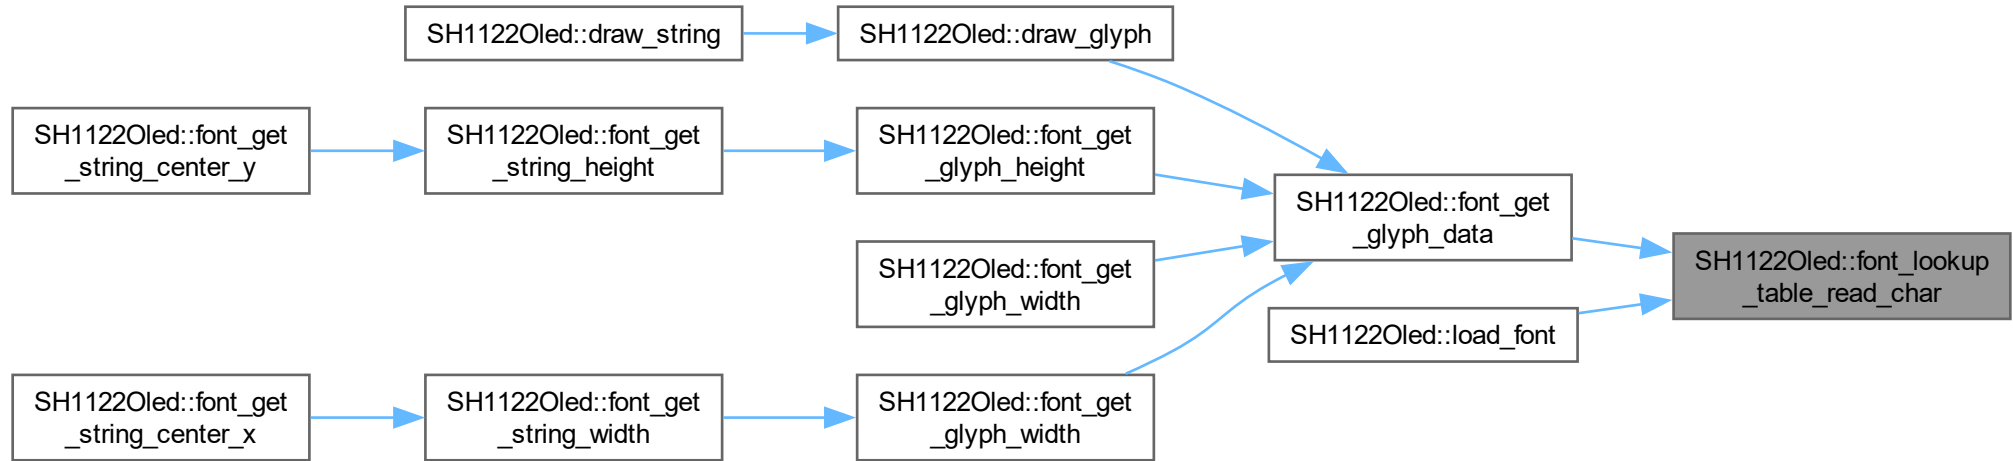 SH1122Oled::draw_string
SH1122Oled::draw_glyph
SH1122Oled::font_get
_string_center_y
SH1122Oled::font_get
_string_height
SH1122Oled::font_get
_glyph_height
SH1122Oled::font_get
_glyph_data
SH1122Oled::font_get
_glyph_width
SH1122Oled::font_lookup
_table_read_char
SH1122Oled::load_font
SH1122Oled::font_get
_string_center_x
SH1122Oled::font_get
_string_width
SH1122Oled::font_get
_glyph_width